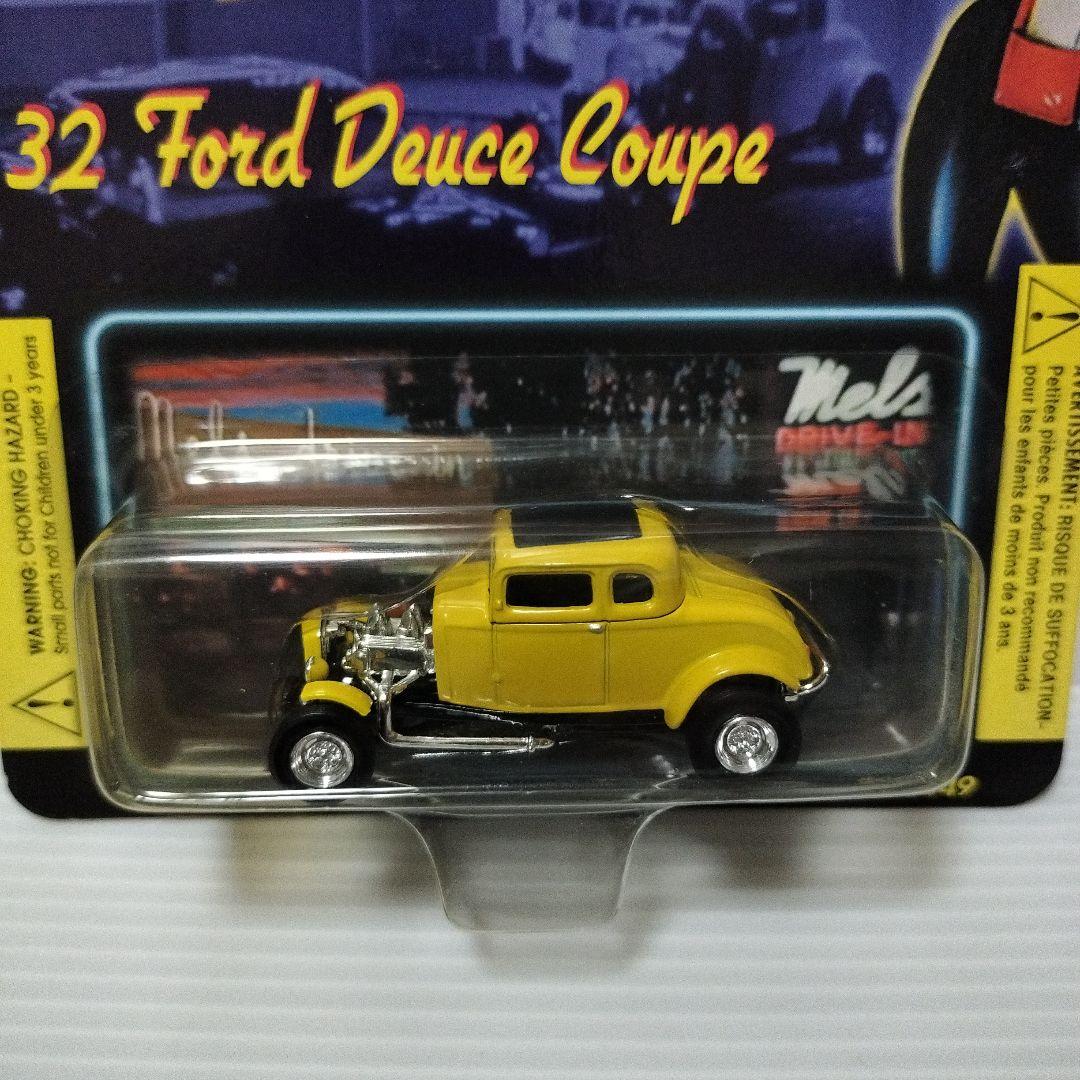 32 Ford Deuce Coupe
Mels
DRIVE-IN
WARNING: CHOKING HAZARD -
Small parts not for Children under 3 years
AVERTISSEMENT: RISQUE DE SUFFOCATION-
Petites pièces. Produit non recommandé
pour les enfants de moins de 3 ans.